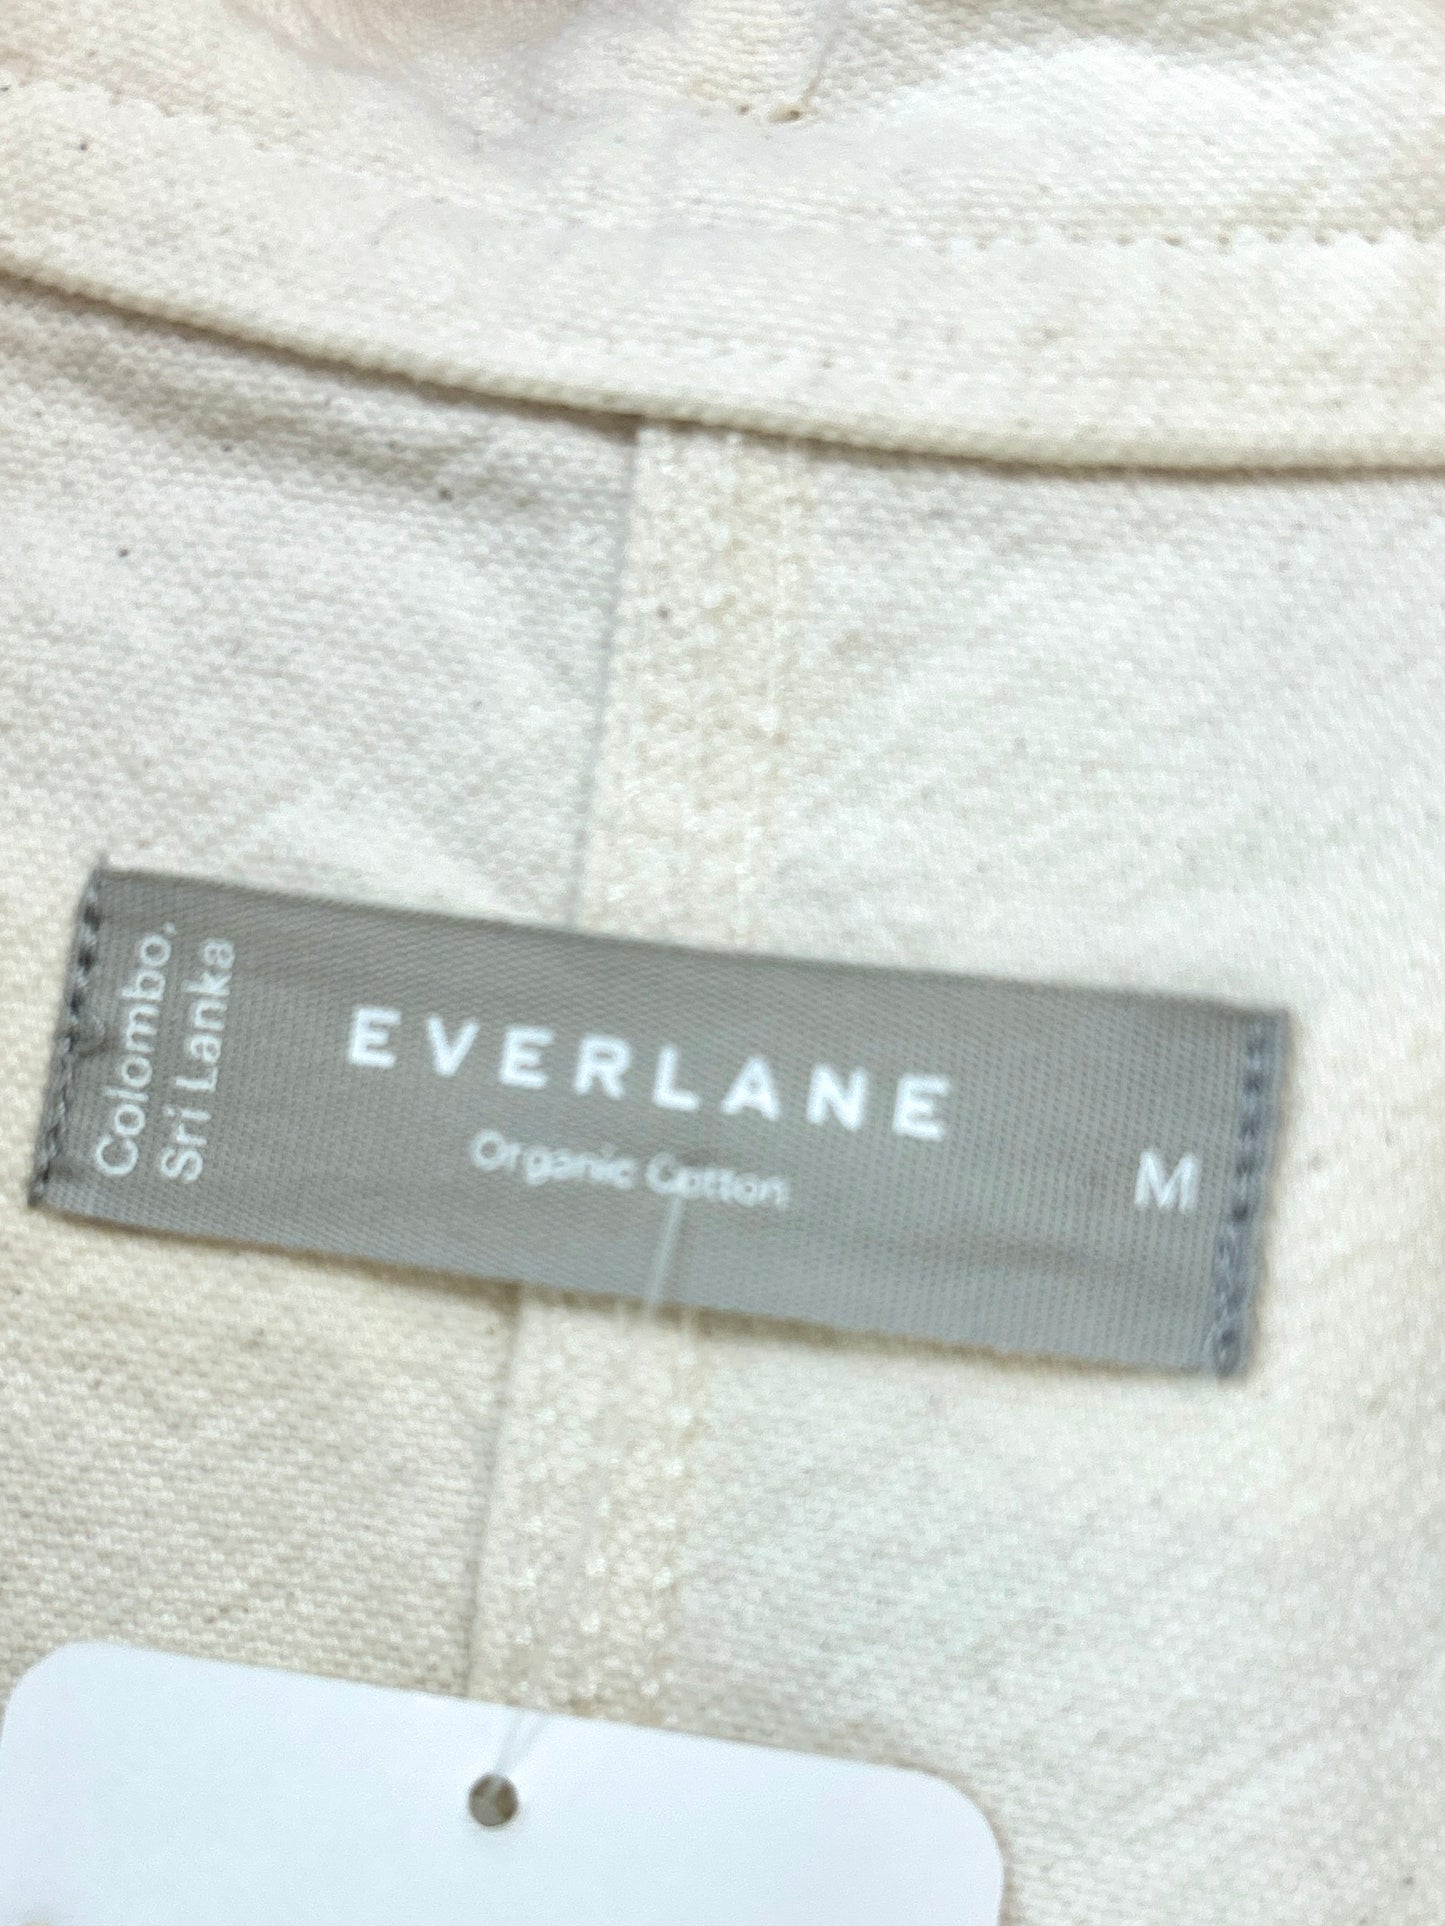 Colombo,
Sri Lanka
EVERLANE
Organic Cotton
M